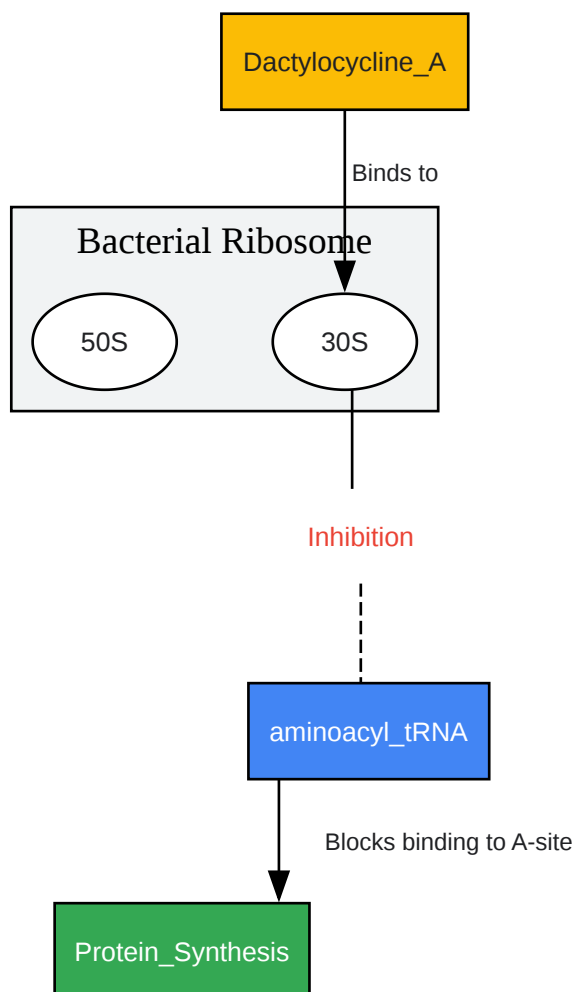 Dactylocycline_A
Binds to
Bacterial Ribosome
50S
30S
Inhibition
aminoacyl_tRNA
Blocks binding to A-site
Protein_Synthesis